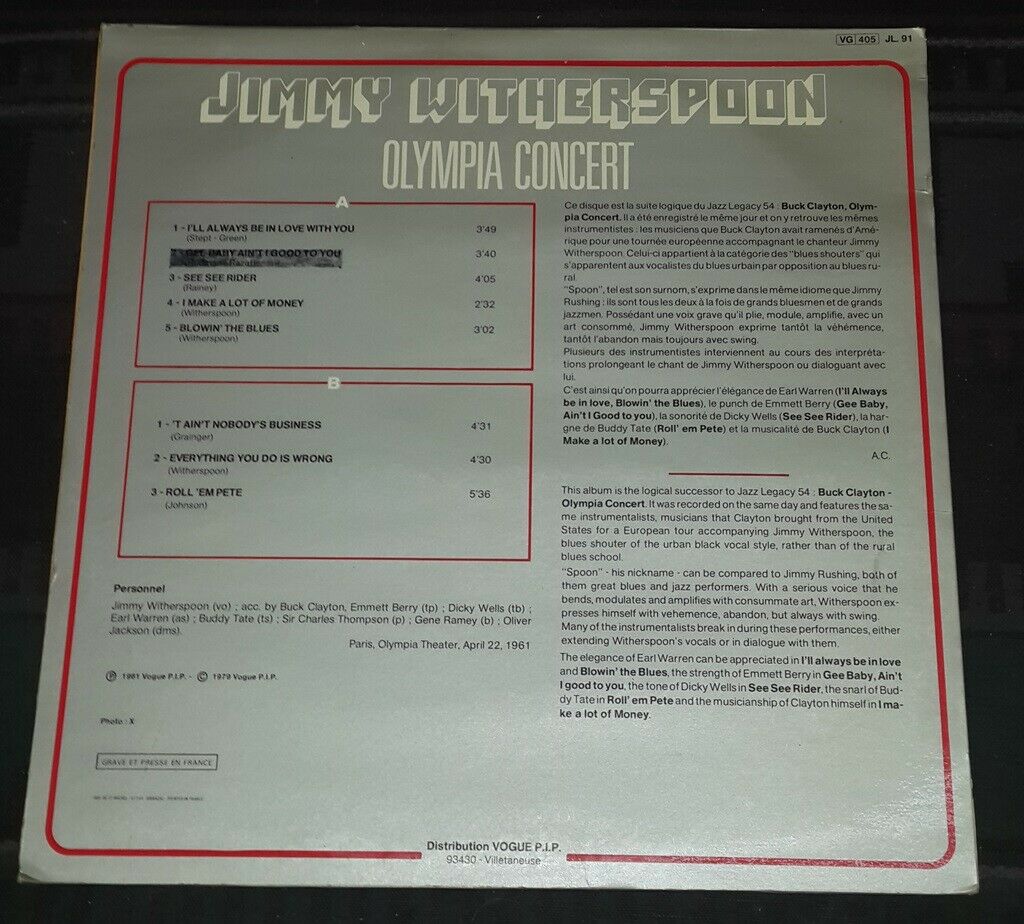 VG 405 JL. 91
JIMMY WITHERSPOON
OLYMPIA CONCERT
A
1 - I'LL ALWAYS BE IN LOVE WITH YOU 3'49
(Stept - Green)
2 - GEE BABY AIN'T I GOOD TO YOU 3'40
3 - SEE SEE RIDER 4'05
(Rainey)
4 - I MAKE A LOT OF MONEY 2'32
(Witherspoon)
5 - BLOWIN' THE BLUES 3'02
(Witherspoon)
B
1 - 'T AIN'T NOBODY'S BUSINESS 4'31
(Grainger)
2 - EVERYTHING YOU DO IS WRONG 4'30
(Witherspoon)
3 - ROLL 'EM PETE 5'36
(Johnson)
Personnel
Jimmy Witherspoon (vo) ; acc. by Buck Clayton, Emmett Berry (tp) ; Dicky Wells (tb) ;
Earl Warren (as) ; Buddy Tate (ts) ; Sir Charles Thompson (p) ; Gene Ramey (b) ; Oliver
Jackson (dms).
Paris, Olympia Theater, April 22, 1961
Ⓟ 1961 Vogue P.I.P. - © 1979 Vogue P.I.P.
Photo : X
GRAVE ET PRESSE EN FRANCE
Ce disque est la suite logique du Jazz Legacy 54 : Buck Clayton, Olym-
pia Concert. Il a été enregistré le même jour et on y retrouve les mêmes
instrumentistes : les musiciens que Buck Clayton avait ramenés d'Amé-
rique pour une tournée européenne accompagnant le chanteur Jimmy
Witherspoon. Celui-ci appartient à la catégorie des "blues shouters" qui
s'apparentent aux vocalistes du blues urbain par opposition au blues ru-
ral.
"Spoon", tel est son surnom, s'exprime dans le même idiome que Jimmy
Rushing : ils sont tous les deux à la fois de grands bluesmen et de grands
jazzmen. Possédant une voix grave qu'il plie, module, amplifie, avec un
art consommé, Jimmy Witherspoon exprime tantôt la véhémence,
tantôt l'abandon mais toujours avec swing.
Plusieurs des instrumentistes interviennent au cours des interpréta-
tions prolongeant le chant de Jimmy Witherspoon ou dialoguant avec
lui.
C'est ainsi qu'on pourra apprécier l'élégance de Earl Warren (I'll Always
be in love, Blowin' the Blues), le punch de Emmett Berry (Gee Baby,
Ain't I Good to you), la sonorité de Dicky Wells (See See Rider), la har-
gne de Buddy Tate (Roll' em Pete) et la musicalité de Buck Clayton (I
Make a lot of Money).
A.C.
This album is the logical successor to Jazz Legacy 54 : Buck Clayton -
Olympia Concert. It was recorded on the same day and features the sa-
me instrumentalists, musicians that Clayton brought from the United
States for a European tour accompanying Jimmy Witherspoon, the
blues shouter of the urban black vocal style, rather than of the rural
blues school.
"Spoon" - his nickname - can be compared to Jimmy Rushing, both of
them great blues and jazz performers. With a serious voice that he
bends, modulates and amplifies with consummate art, Witherspoon ex-
presses himself with vehemence, abandon, but always with swing.
Many of the instrumentalists break in during these performances, either
extending Witherspoon's vocals or in dialogue with them.
The elegance of Earl Warren can be appreciated in I'll always be in love
and Blowin' the Blues, the strength of Emmett Berry in Gee Baby, Ain't
I good to you, the tone of Dicky Wells in See See Rider, the snarl of Bud-
dy Tate in Roll' em Pete and the musicianship of Clayton himself in I ma-
ke a lot of Money.
Distribution VOGUE P.I.P.
93430 - Villetaneuse